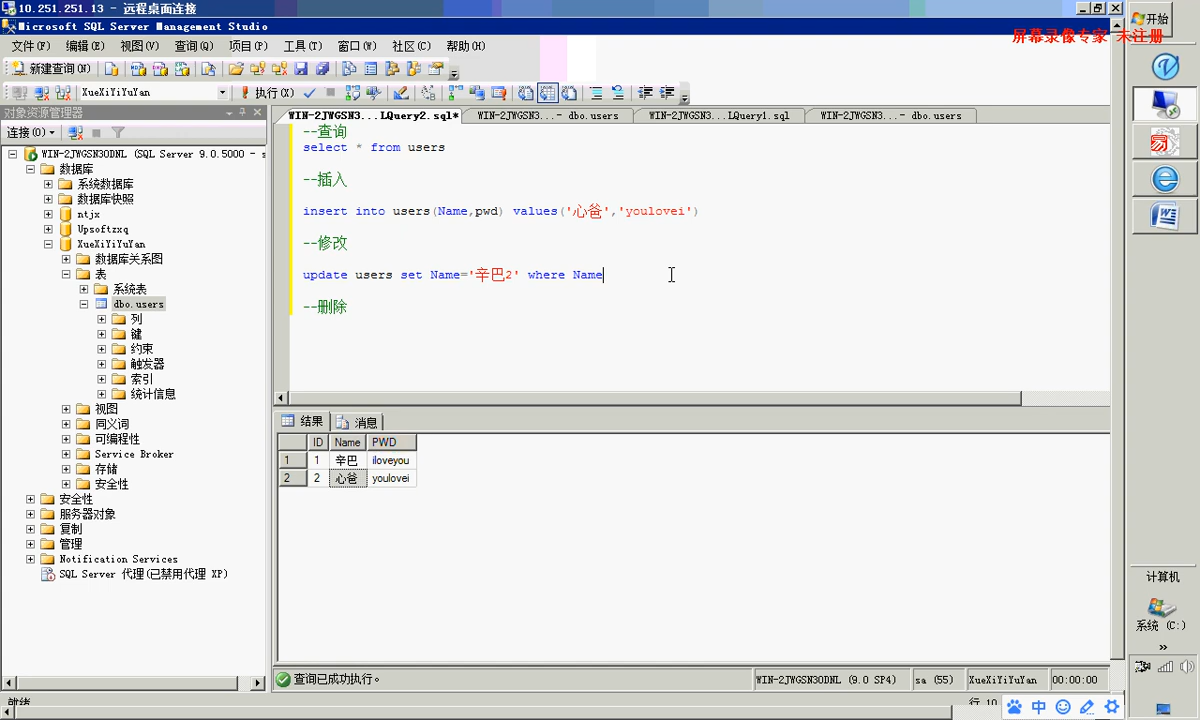 10.251.251.13 - 远程桌面连接
Microsoft SQL Server Management Studio
开始
屏幕录像专家 未注册
文件(F) 编辑(E) 视图(V) 查询(Q) 项目(P) 工具(T) 窗口(W) 社区(C) 帮助(H)
新建查询(N)
XueXiYiYuYan 执行(X)
对象资源管理器
连接(O)
WIN-2JWGSN3ODNL (SQL Server 9.0.5000 - s
数据库
系统数据库
数据库快照
ntjx
Upsoftzxq
XueXiYiYuYan
数据库关系图
表
系统表
dbo.users
列
键
约束
触发器
索引
统计信息
视图
同义词
可编程性
Service Broker
存储
安全性
安全性
服务器对象
复制
管理
Notification Services
SQL Server 代理(已禁用代理 XP)
WIN-2JWGSN3...LQuery2.sql* WIN-2JWGSN3...- dbo.users WIN-2JWGSN3...LQuery1.sql WIN-2JWGSN3...- dbo.users
--查询
select * from users
--插入
insert into users(Name,pwd) values('心爸','youlovei')
--修改
update users set Name='辛巴2' where Name
--删除
结果 消息
ID Name PWD
1 1 辛巴 iloveyou
2 2 心爸 youlovei
查询已成功执行。 WIN-2JWGSN3ODNL (9.0 SP4) sa (55) XueXiYiYuYan 00:00:00
就绪 行 10
中
计算机
系统 (C:)